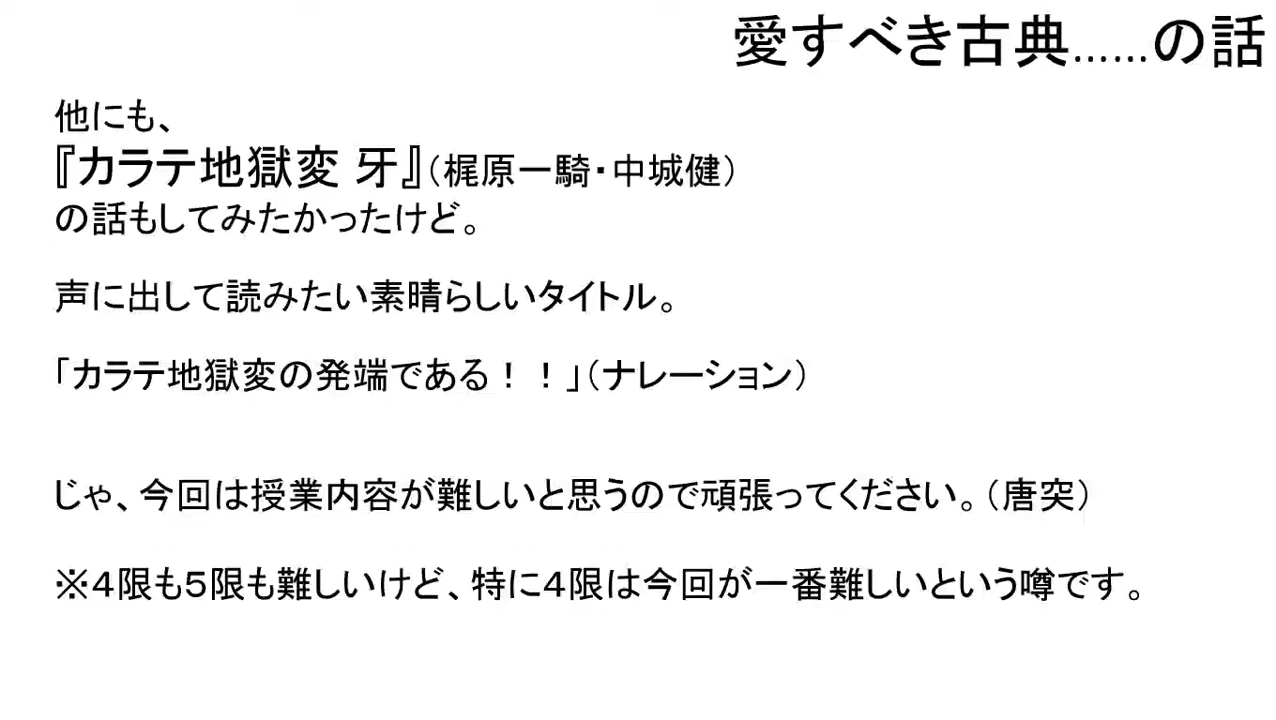 愛すべき古典……の話
他にも、
『カラテ地獄変 牙』（梶原一騎・中城健）
の話もしてみたかったけど。
声に出して読みたい素晴らしいタイトル。
「カラテ地獄変の発端である！！」（ナレーション）
じゃ、今回は授業内容が難しいと思うので頑張ってください。（唐突）
※４限も５限も難しいけど、特に４限は今回が一番難しいという噂です。